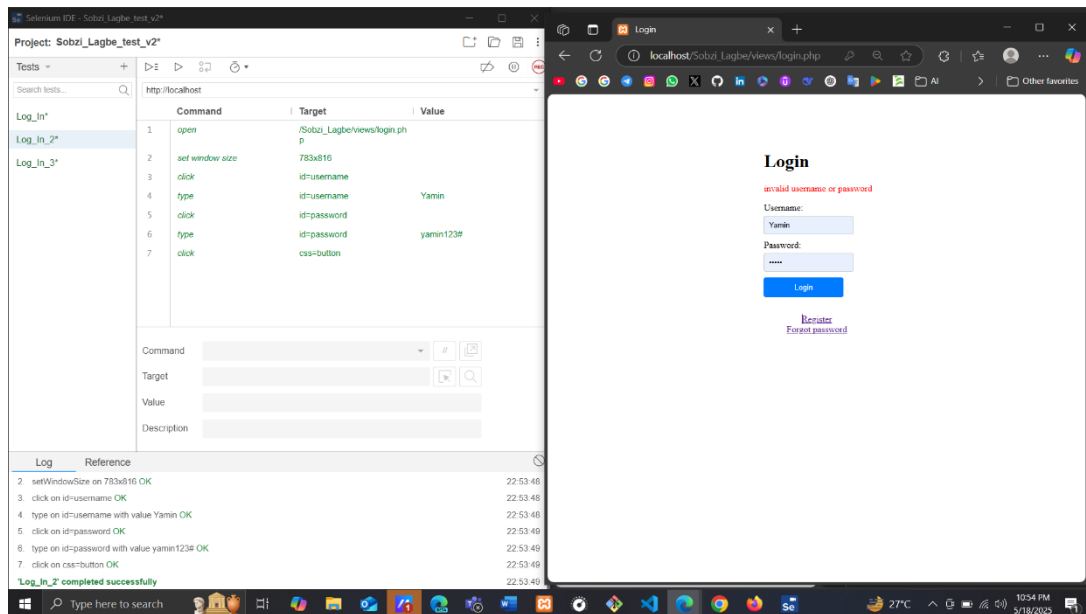 Selenium IDE - Sobzi_Lagbe_test_v2*
Project: Sobzi_Lagbe_test_v2*
Tests
Search tests...
Log_In*
Log_In_2*
Log_In_3*
REC
http://localhost
Command Target Value
1 open /Sobzi_Lagbe/views/login.ph
p
2 set window size 783x816
3 click id=username
4 type id=username Yamin
5 click id=password
6 type id=password yamin123#
7 click css=button
Command
//
Target
Value
Description
Log Reference
2. setWindowSize on 783x816 OK 22:53:48
3. click on id=username OK 22:53:48
4. type on id=username with value Yamin OK 22:53:48
5. click on id=password OK 22:53:49
6. type on id=password with value yamin123# OK 22:53:49
7. click on css=button OK 22:53:49
'Log_In_2' completed successfully 22:53:49
Login
localhost/Sobzi_Lagbe/views/login.php
AI
Other favorites
Login
invalid username or password
Username:
Yamin
Password:
•••••
Login
Register
Forgot password
Type here to search
27°C
10:54 PM
5/18/2025